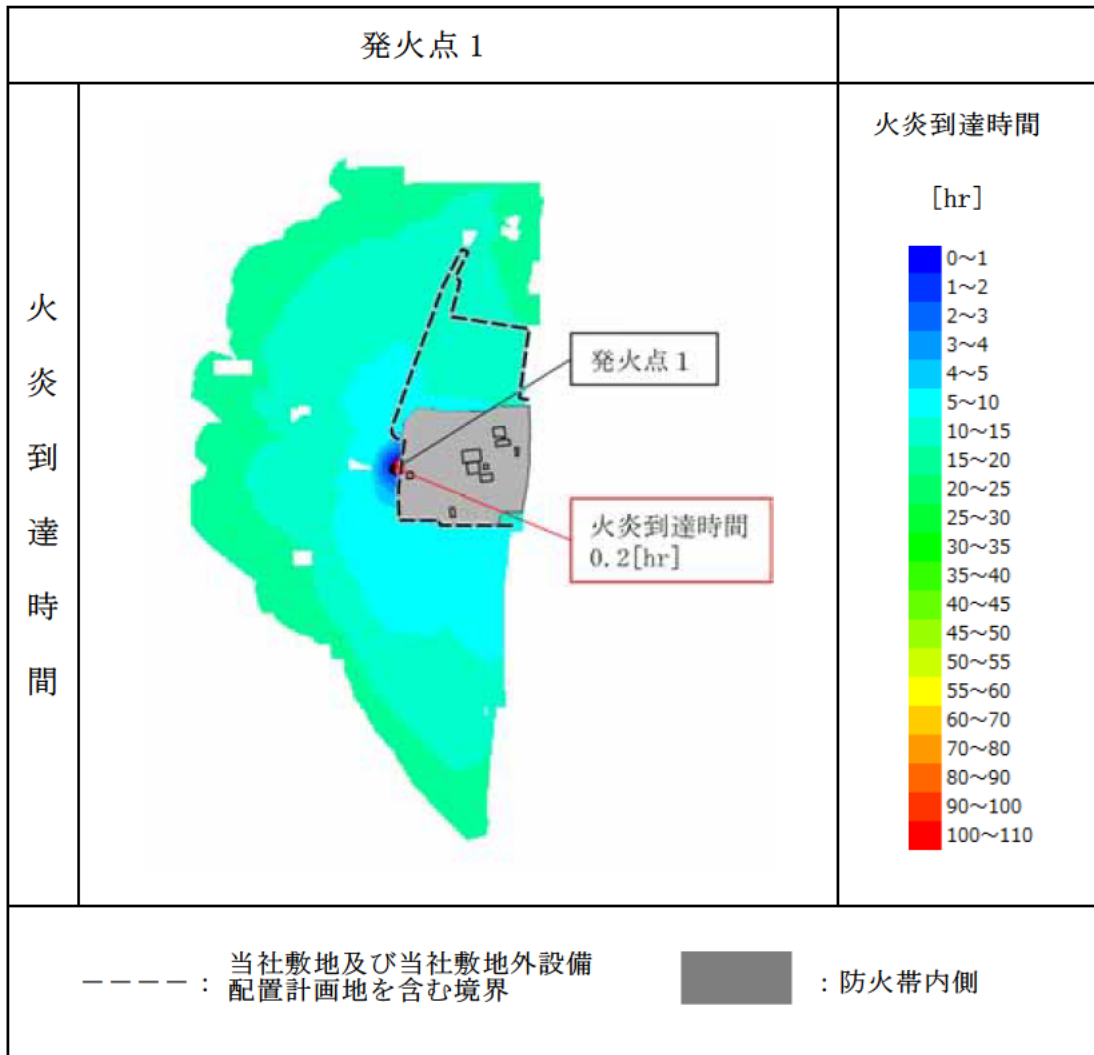 発火点1
火炎到達時間
火炎到達時間
[hr]
発火点1
火炎到達時間
0.2[hr]
0～1
1～2
2～3
3～4
4～5
5～10
10～15
15～20
20～25
25～30
30～35
35～40
40～45
45～50
50～55
55～60
60～70
70～80
80～90
90～100
100～110
：当社敷地及び当社敷地外設備
配置計画地を含む境界
：防火帯内側